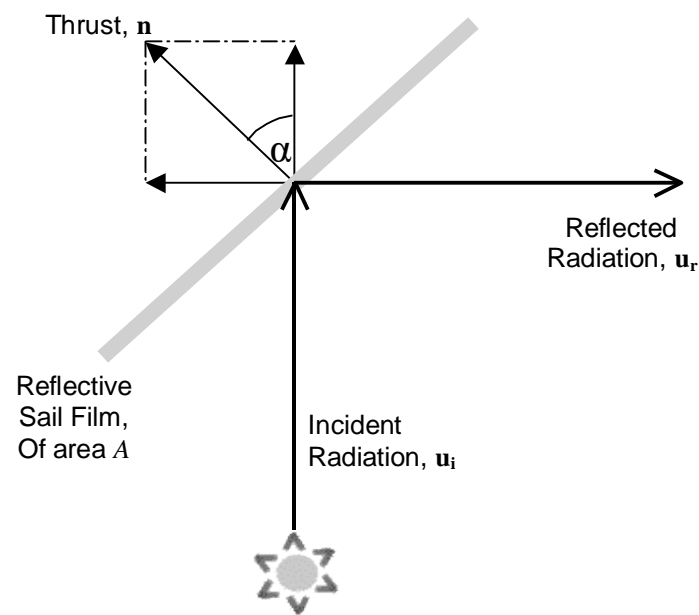 Thrust, n
α
Reflected
Radiation, uᵣ
Reflective
Sail Film,
Of area A
Incident
Radiation, uᵢ